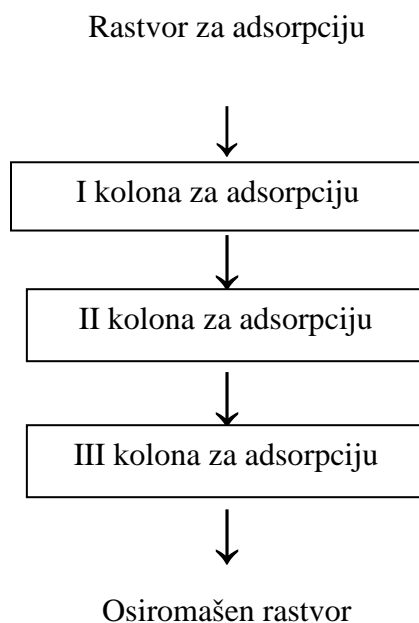 Rastvor za adsorpciju
I kolona za adsorpciju
II kolona za adsorpciju
III kolona za adsorpciju
Osiromašen rastvor